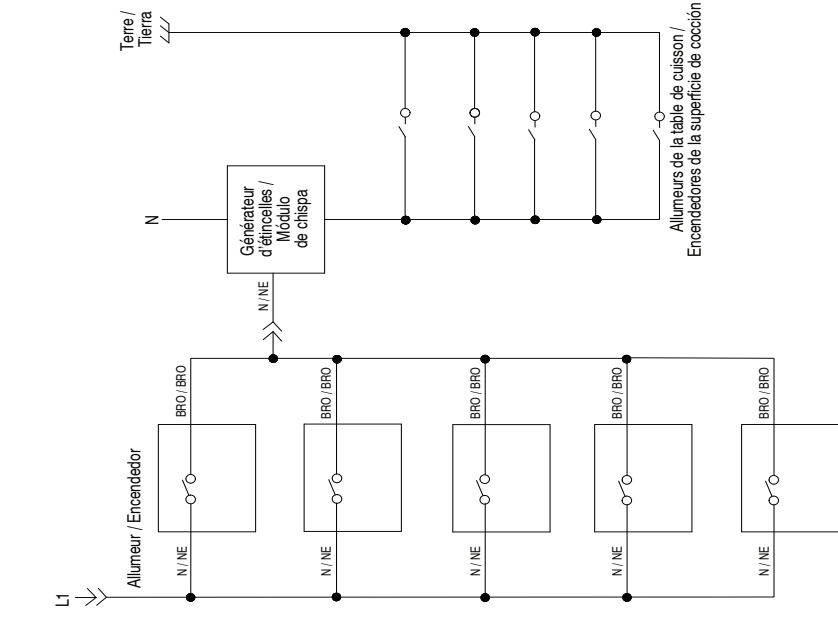 Terre /
Tierra
N
Générateur
d'étincelles /
Módulo
de chispa
Allumeurs de la table de cuisson /
Encendedores de la superficie de cocción
N / NE
BRO / BRO
BRO / BRO
BRO / BRO
BRO / BRO
BRO / BRO
Allumeur / Encendedor
N / NE
N / NE
N / NE
N / NE
N / NE
L1